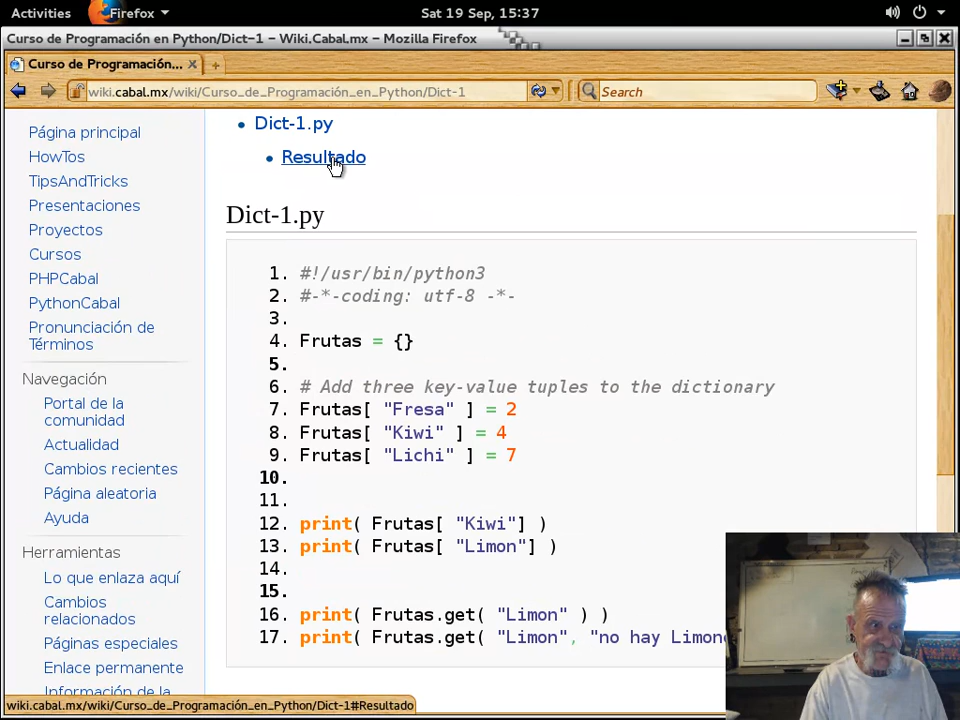 Activities Firefox Sat 19 Sep, 15:37
Curso de Programación en Python/Dict-1 – Wiki.Cabal.mx – Mozilla Firefox
Curso de Programación...
wiki.cabal.mx/wiki/Curso_de_Programación_en_Python/Dict-1 Search
Página principal
HowTos
TipsAndTricks
Presentaciones
Proyectos
Cursos
PHPCabal
PythonCabal
Pronunciación de
Términos
Navegación
Portal de la
comunidad
Actualidad
Cambios recientes
Página aleatoria
Ayuda
Herramientas
Lo que enlaza aquí
Cambios
relacionados
Páginas especiales
Enlace permanente
Información de la
Dict-1.py
Resultado
Dict-1.py
1. #!/usr/bin/python3
2. #-*-coding: utf-8 -*-
3.
4. Frutas = {}
5.
6. # Add three key-value tuples to the dictionary
7. Frutas[ "Fresa" ] = 2
8. Frutas[ "Kiwi" ] = 4
9. Frutas[ "Lichi" ] = 7
10.
11.
12. print( Frutas[ "Kiwi"] )
13. print( Frutas[ "Limon"] )
14.
15.
16. print( Frutas.get( "Limon" ) )
17. print( Frutas.get( "Limon", "no hay Limon
wiki.cabal.mx/wiki/Curso_de_Programación_en_Python/Dict-1#Resultado